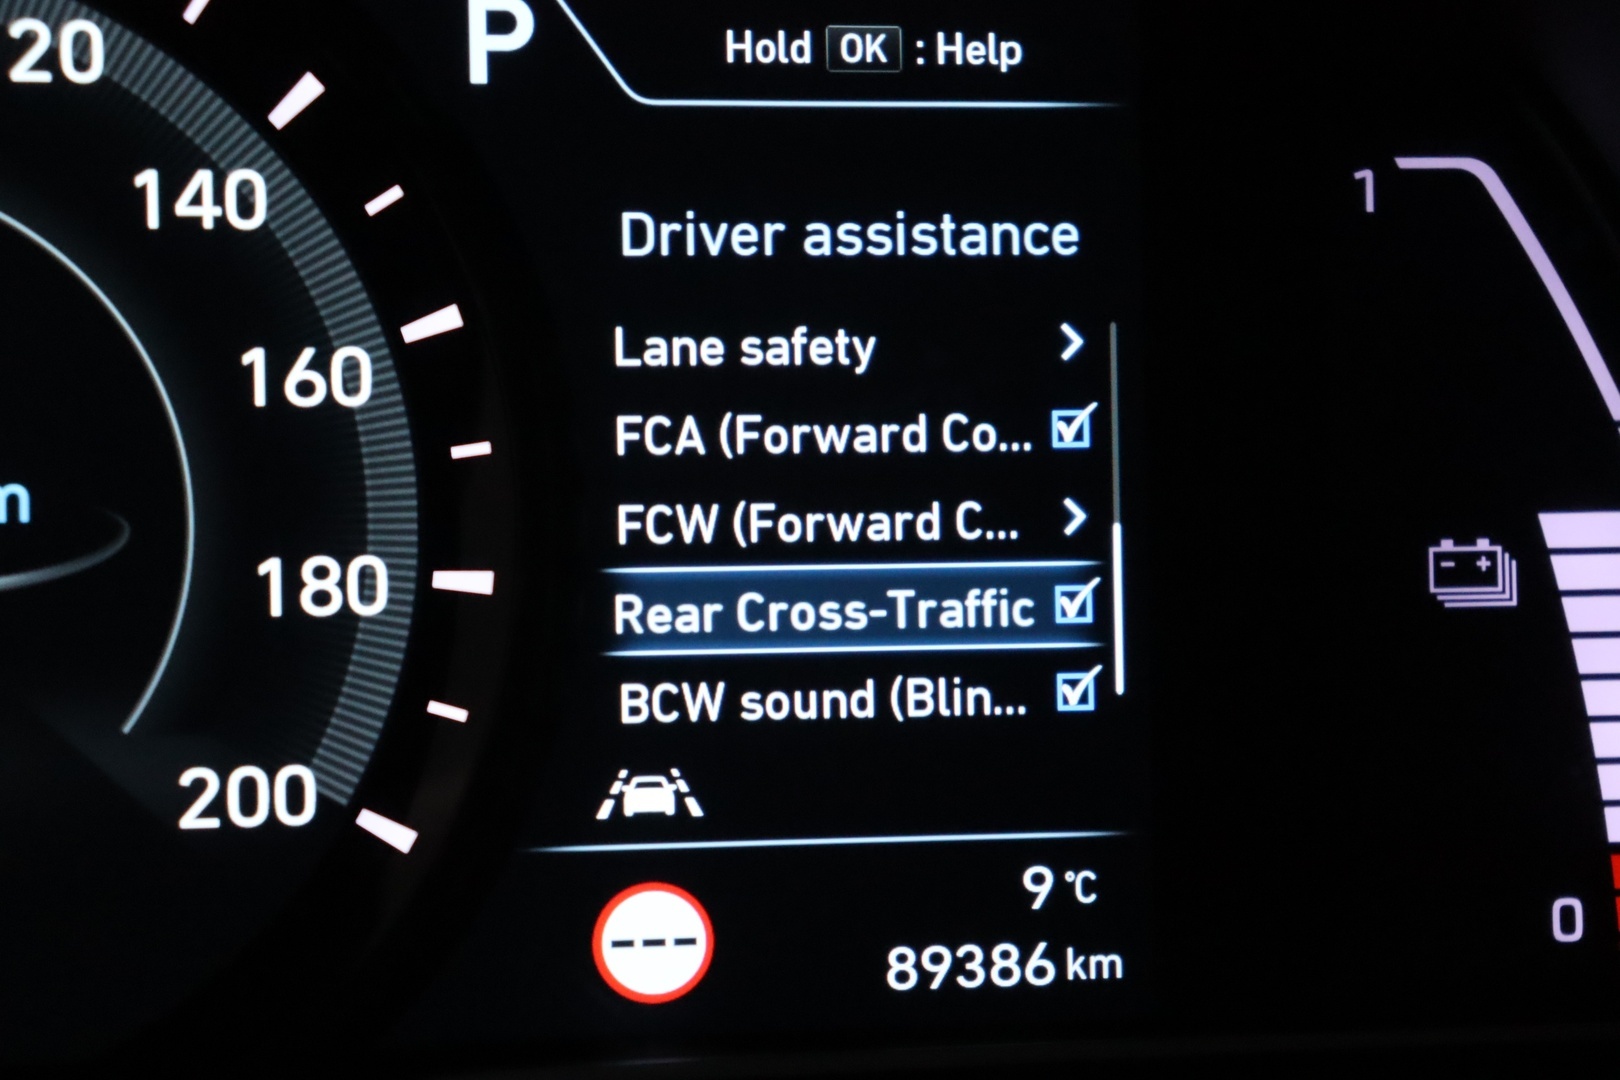 P
Hold OK : Help
20
140
160
180
200
m
Driver assistance
Lane safety
FCA (Forward Co...
FCW (Forward C...
Rear Cross-Traffic
BCW sound (Blin...
---
9 °C
89386 km
1
0